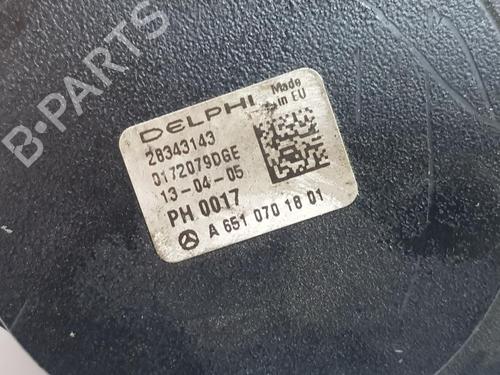 B-PARTS
DELPHI
Made
in EU
28343143
0172079DGE
13-04-05
PH 0017
A 651 070 18 01